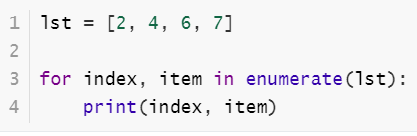 1 lst = [2, 4, 6, 7]
2
3 for index, item in enumerate(lst):
4     print(index, item)